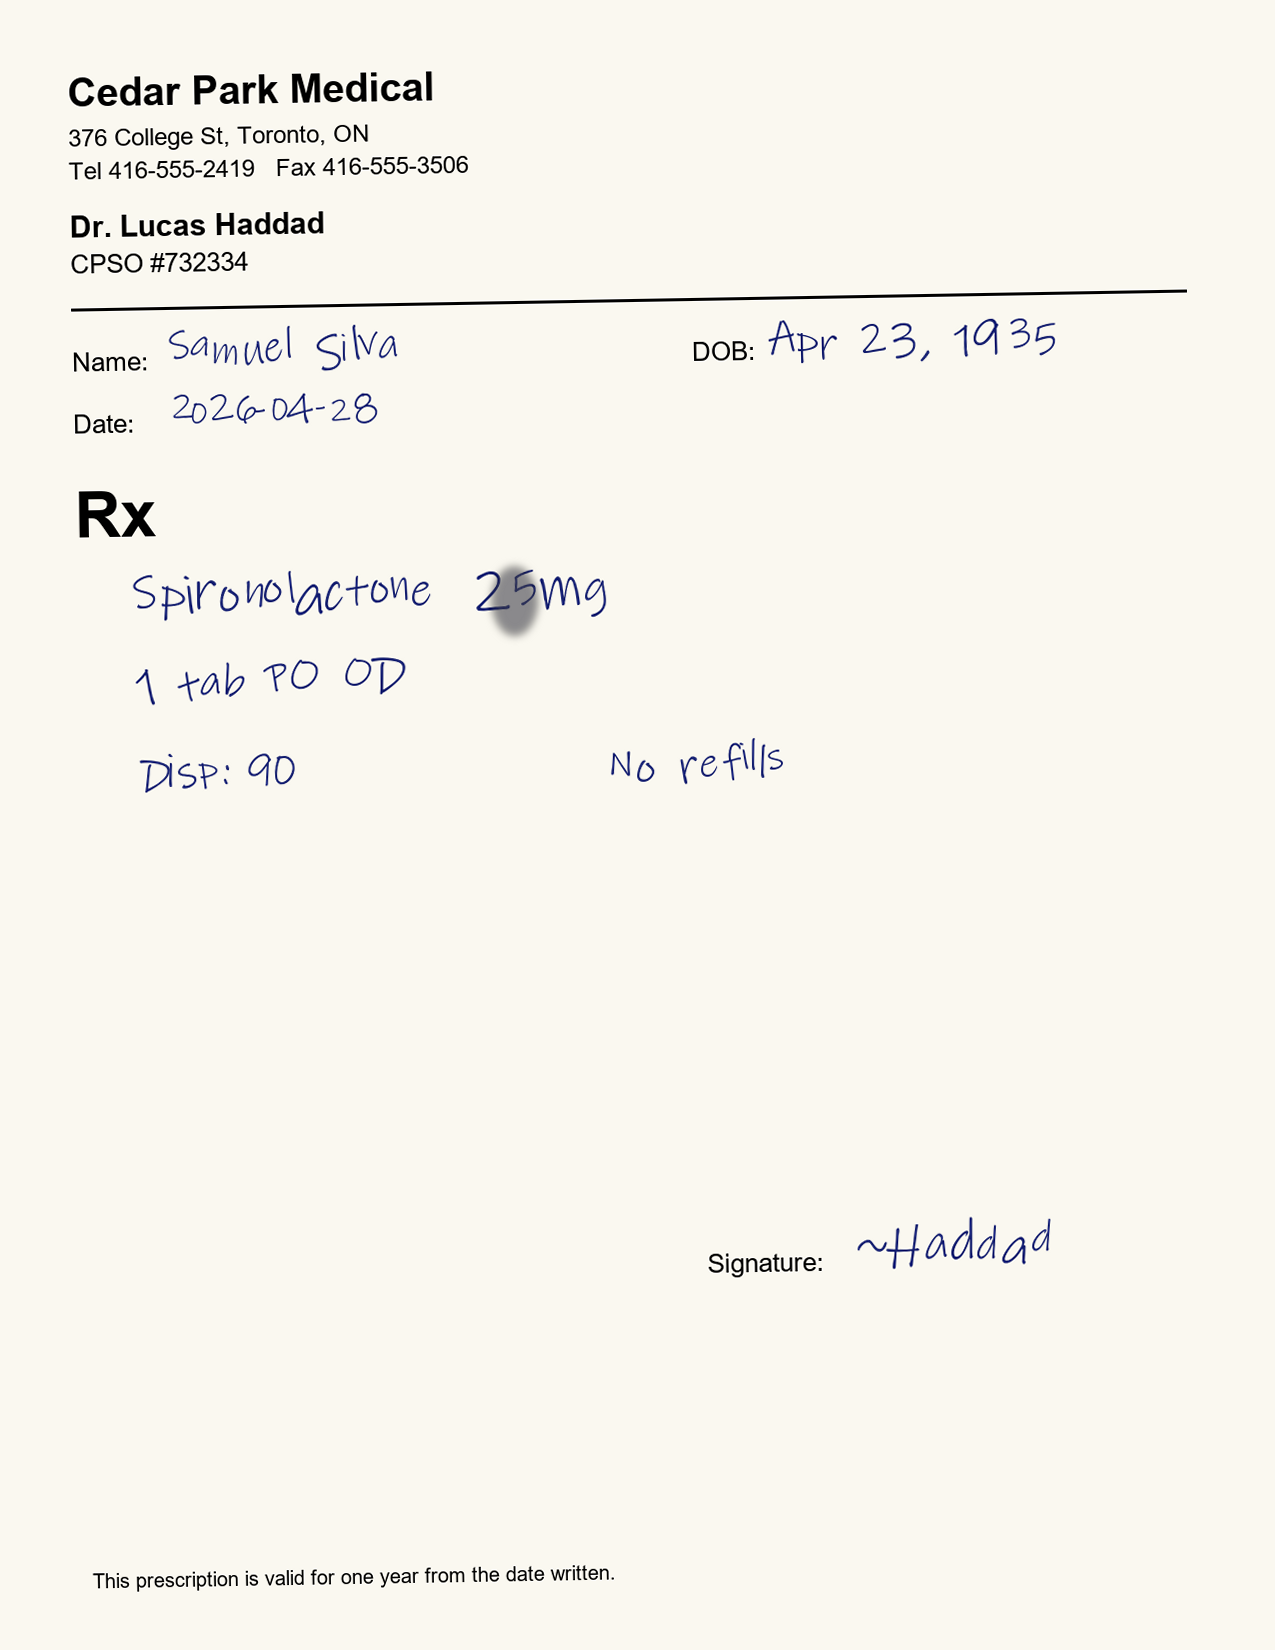 Cedar Park Medical
376 College St, Toronto, ON
Tel 416-555-2419 Fax 416-555-3506
Dr. Lucas Haddad
CPSO #732334
Name: Samuel Silva DOB: Apr 23, 1935
Date: 2026-04-28
Rx
Spironolactone 25mg
1 tab PO OD
Disp: 90 No refills
Signature: ~Haddad
This prescription is valid for one year from the date written.